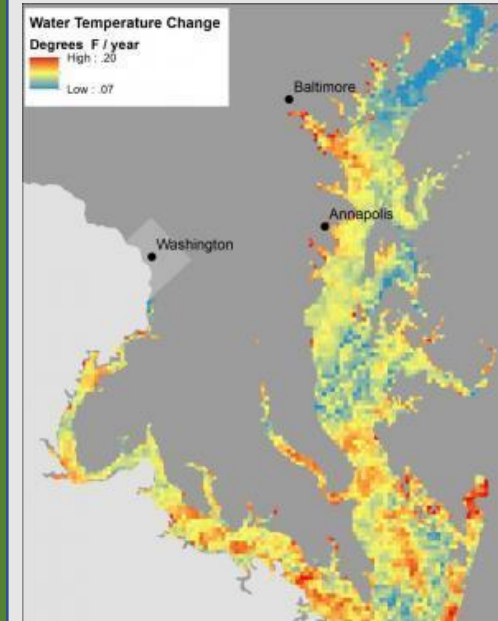 Water Temperature Change
Degrees F / year
High : .20
Low : .07
Baltimore
Annapolis
Washington